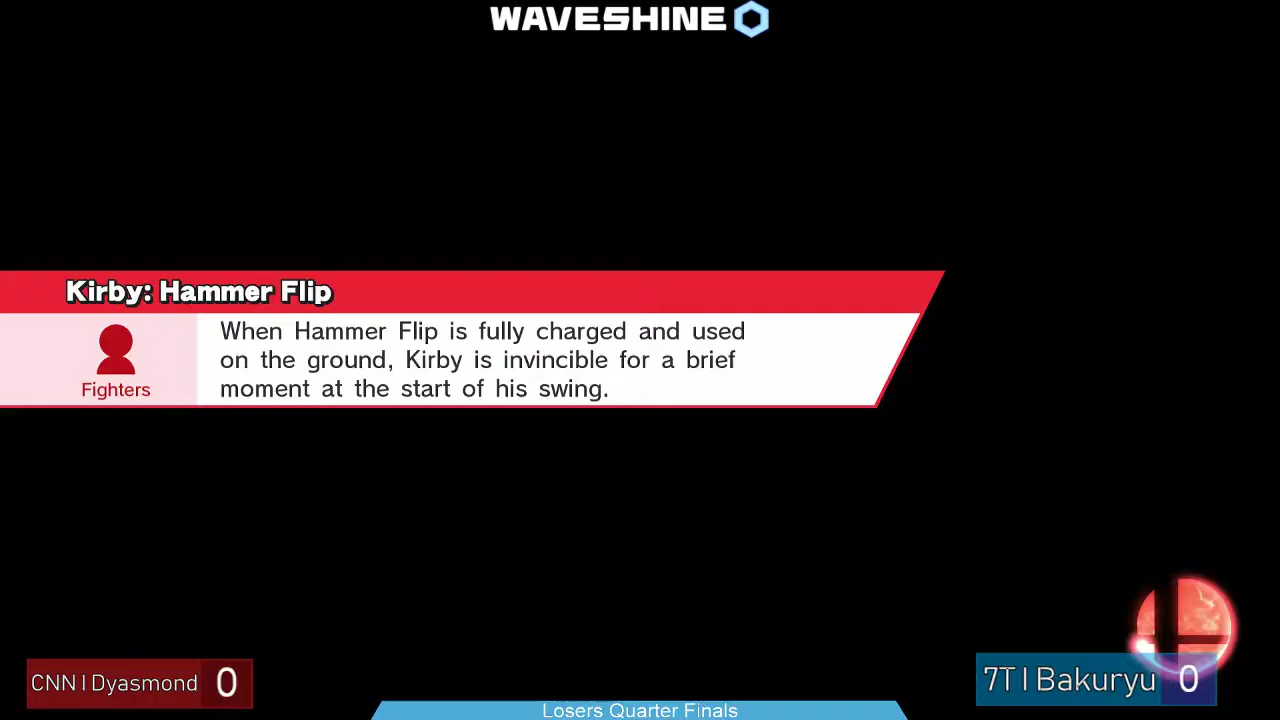 WAVESHINE
Kirby: Hammer Flip
Fighters
When Hammer Flip is fully charged and used
on the ground, Kirby is invincible for a brief
moment at the start of his swing.
CNN | Dyasmond 0
7T | Bakuryu 0
Losers Quarter Finals